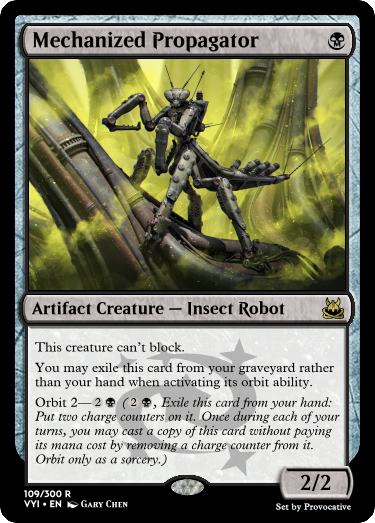 Mechanized Propagator
Artifact Creature — Insect Robot
This creature can't block.
You may exile this card from your graveyard rather
than your hand when activating its orbit ability.
Orbit 2— 2 ( 2 , Exile this card from your hand:
Put two charge counters on it. Once during each of your
turns, you may cast a copy of this card without paying
its mana cost by removing a charge counter from it.
Orbit only as a sorcery.)
2/2
109/300 R
VYI • EN Gary Chen
Set by Provocative